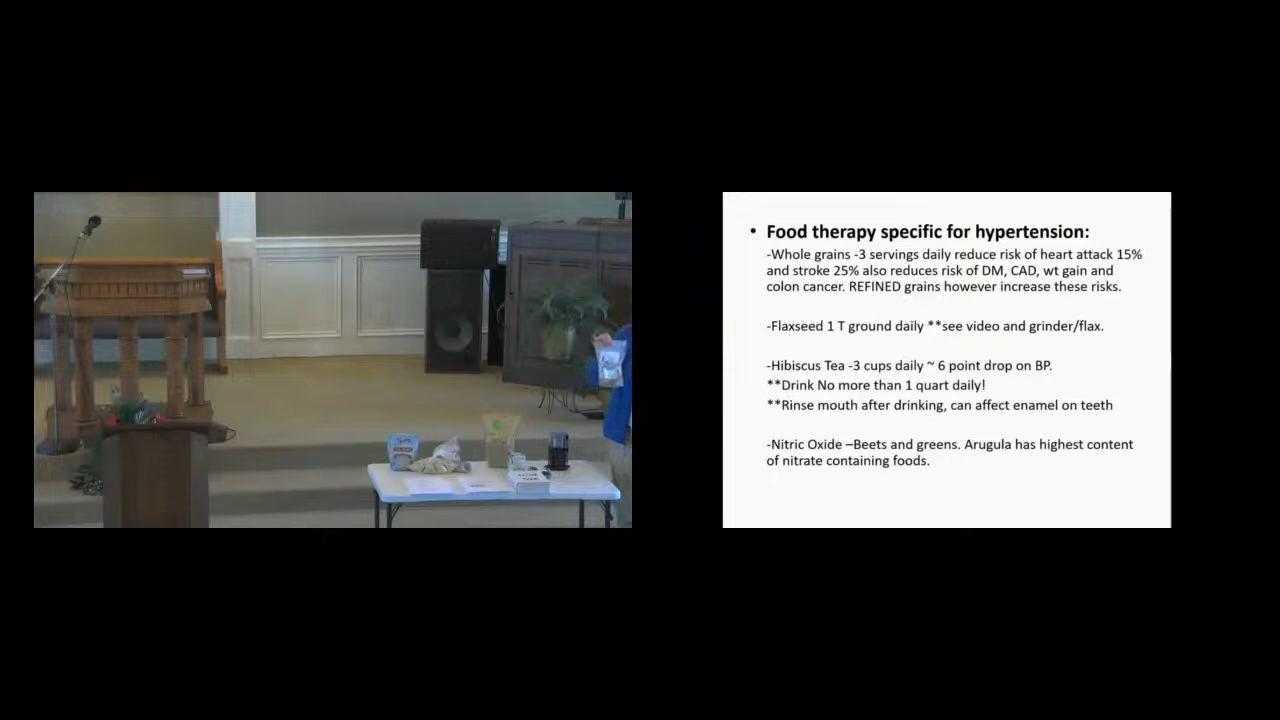 • Food therapy specific for hypertension:
-Whole grains -3 servings daily reduce risk of heart attack 15%
and stroke 25% also reduces risk of DM, CAD, wt gain and
colon cancer. REFINED grains however increase these risks.
-Flaxseed 1 T ground daily **see video and grinder/flax.
-Hibiscus Tea -3 cups daily ~ 6 point drop on BP.
**Drink No more than 1 quart daily!
**Rinse mouth after drinking, can affect enamel on teeth
-Nitric Oxide –Beets and greens. Arugula has highest content
of nitrate containing foods.